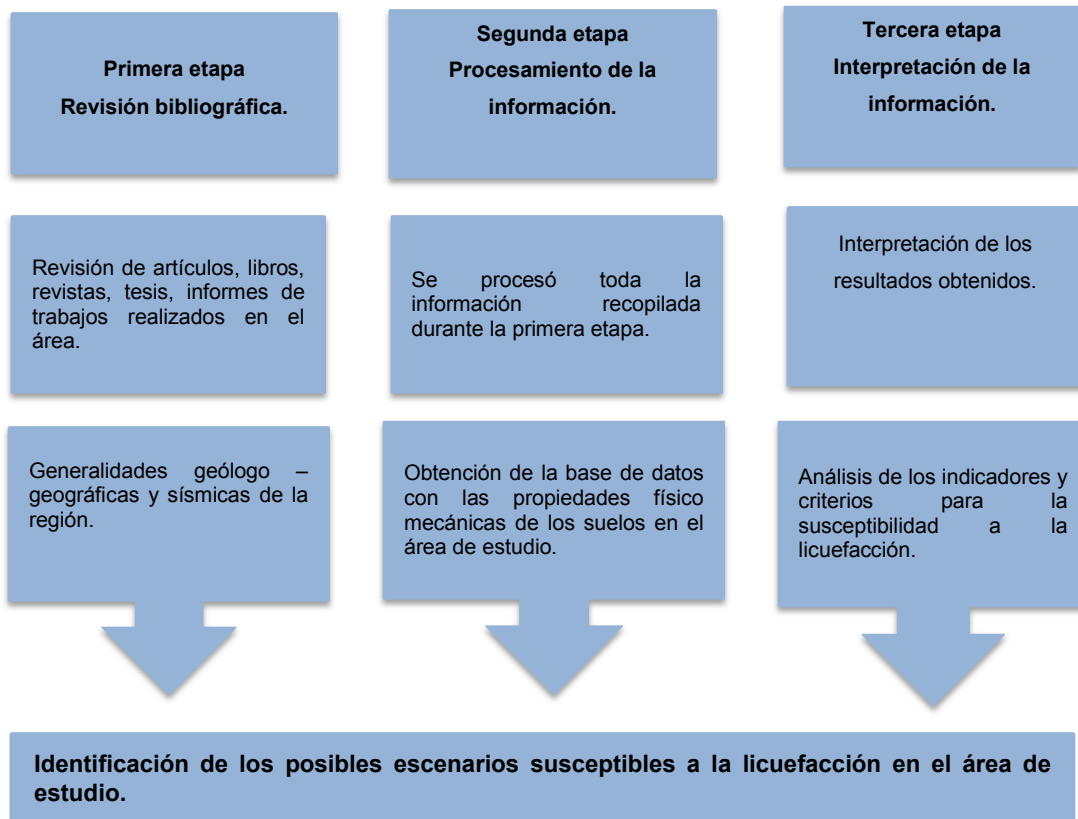 Primera etapa
Revisión bibliográfica.
Segunda etapa
Procesamiento de la
información.
Tercera etapa
Interpretación de la
información.
Revisión de artículos, libros,
revistas, tesis, informes de
trabajos realizados en el
área.
Se procesó toda la
información recopilada
durante la primera etapa.
Interpretación de los
resultados obtenidos.
Generalidades geólogo –
geográficas y sísmicas de la
región.
Obtención de la base de datos
con las propiedades físico
mecánicas de los suelos en el
área de estudio.
Análisis de los indicadores y
criterios para la
susceptibilidad a la
licuefacción.
Identificación de los posibles escenarios susceptibles a la licuefacción en el área de
estudio.